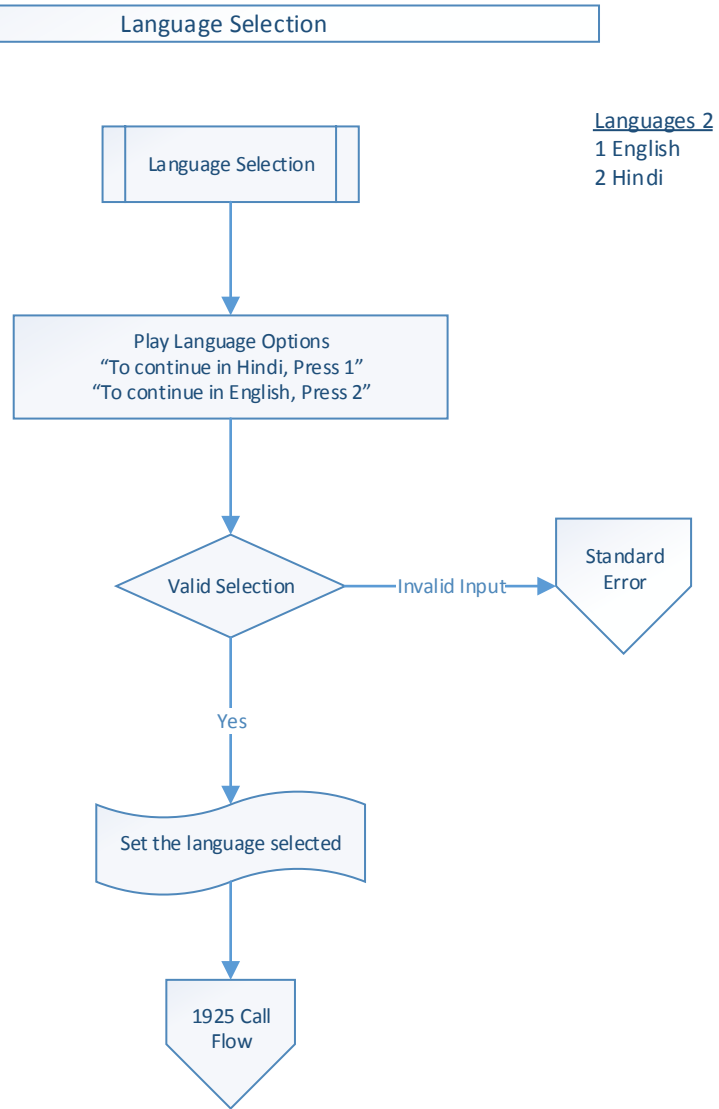 Language Selection
Languages 2
1 English
2 Hindi
Language Selection
Play Language Options
“To continue in Hindi, Press 1”
“To continue in English, Press 2”
Valid Selection
Invalid Input
Standard
Error
Yes
Set the language selected
1925 Call
Flow